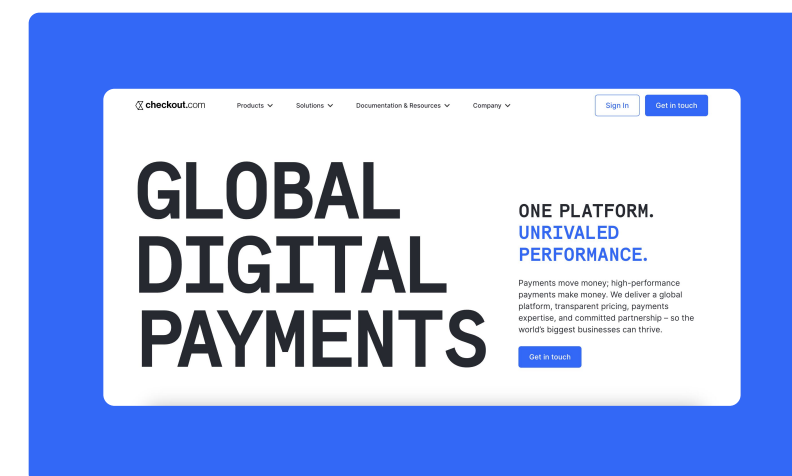 checkout.com
Products
Solutions
Documentation & Resources
Company
Sign In
Get in touch
GLOBAL
DIGITAL
PAYMENTS
ONE PLATFORM.
UNRIVALED
PERFORMANCE.
Payments move money; high-performance
payments make money. We deliver a global
platform, transparent pricing, payments
expertise, and committed partnership – so the
world's biggest businesses can thrive.
Get in touch